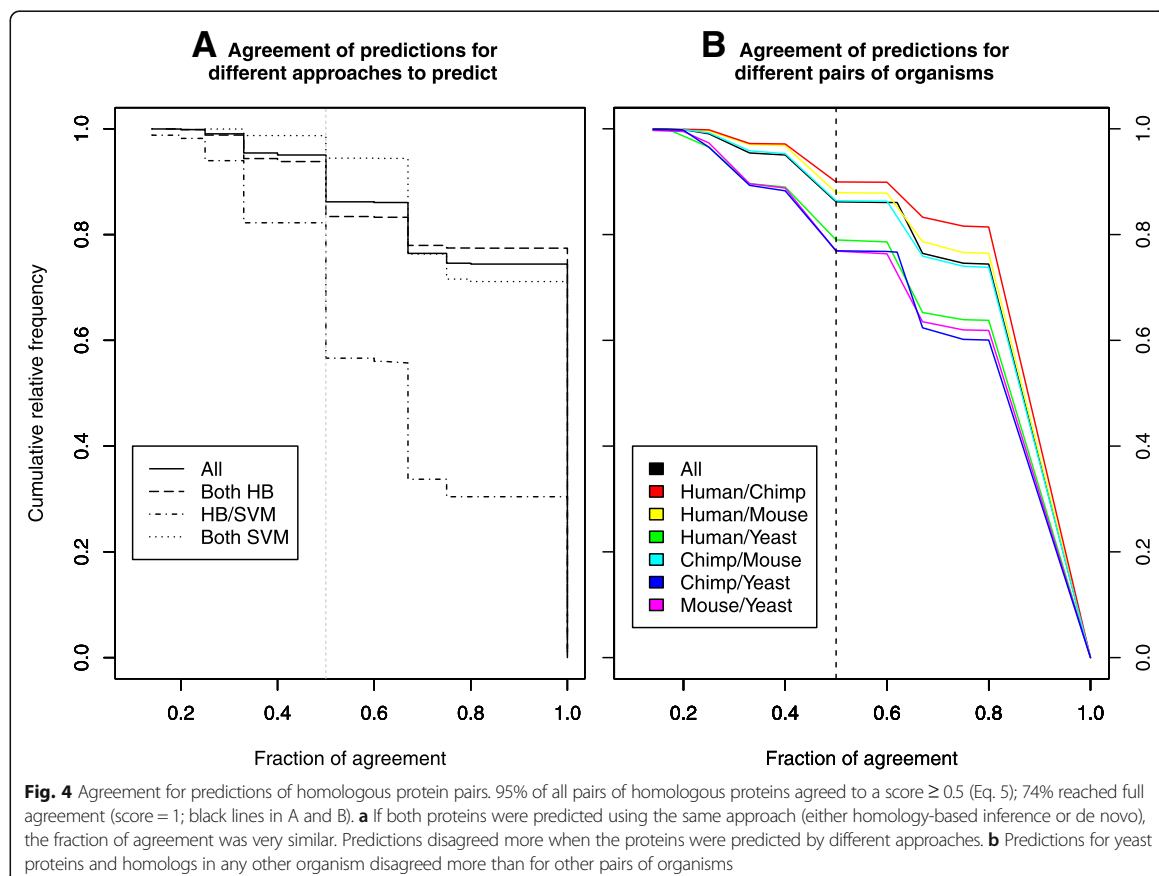 A Agreement of predictions for
different approaches to predict
B Agreement of predictions for
different pairs of organisms
Cumulative relative frequency
1.0
0.8
0.6
0.4
0.2
0.0
All
Both HB
HB/SVM
Both SVM
0.2 0.4 0.6 0.8 1.0
Fraction of agreement
All
Human/Chimp
Human/Mouse
Human/Yeast
Chimp/Mouse
Chimp/Yeast
Mouse/Yeast
1.0
0.8
0.6
0.4
0.2
0.0
0.2 0.4 0.6 0.8 1.0
Fraction of agreement
Fig. 4 Agreement for predictions of homologous protein pairs. 95% of all pairs of homologous proteins agreed to a score ≥ 0.5 (Eq. 5); 74% reached full
agreement (score = 1; black lines in A and B). a If both proteins were predicted using the same approach (either homology-based inference or de novo),
the fraction of agreement was very similar. Predictions disagreed more when the proteins were predicted by different approaches. b Predictions for yeast
proteins and homologs in any other organism disagreed more than for other pairs of organisms